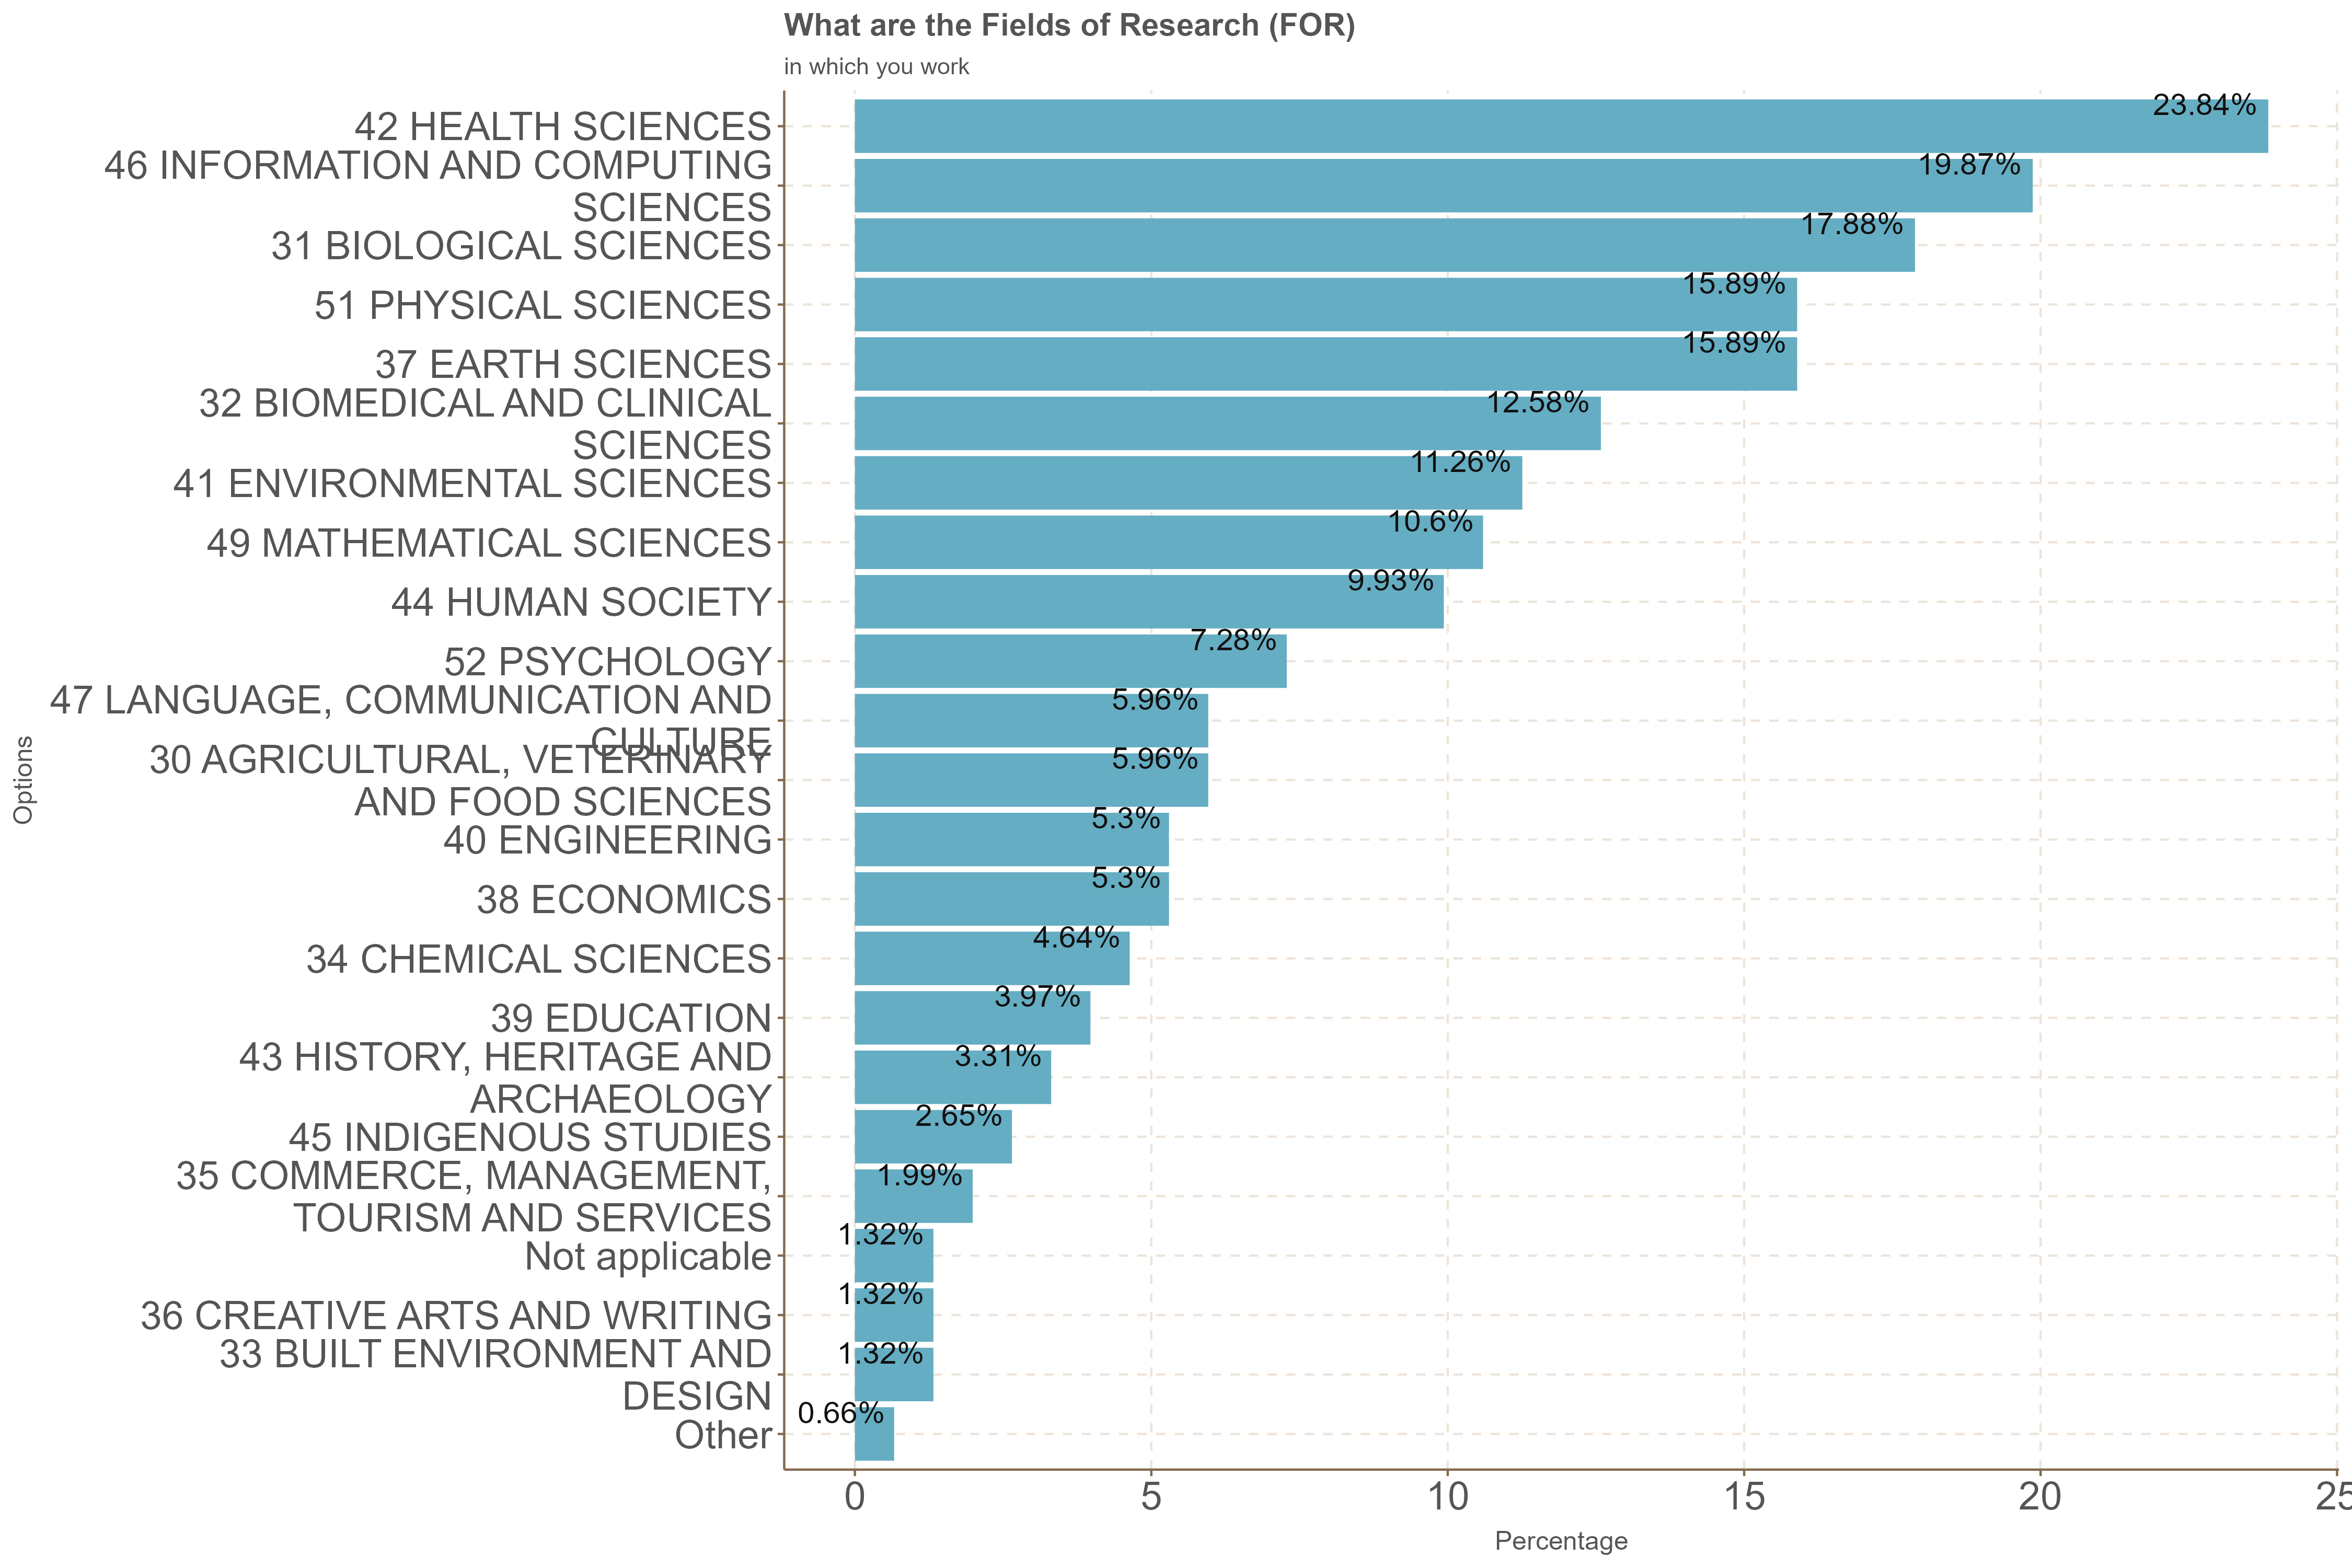 What are the Fields of Research (FOR)
in which you work
42 HEALTH SCIENCES
23.84%
46 INFORMATION AND COMPUTING
SCIENCES
19.87%
31 BIOLOGICAL SCIENCES
17.88%
51 PHYSICAL SCIENCES
15.89%
37 EARTH SCIENCES
15.89%
32 BIOMEDICAL AND CLINICAL
SCIENCES
12.58%
41 ENVIRONMENTAL SCIENCES
11.26%
49 MATHEMATICAL SCIENCES
10.6%
44 HUMAN SOCIETY
9.93%
52 PSYCHOLOGY
7.28%
47 LANGUAGE, COMMUNICATION AND
CULTURE
5.96%
30 AGRICULTURAL, VETERINARY
AND FOOD SCIENCES
5.96%
40 ENGINEERING
5.3%
38 ECONOMICS
5.3%
34 CHEMICAL SCIENCES
4.64%
39 EDUCATION
3.97%
43 HISTORY, HERITAGE AND
ARCHAEOLOGY
3.31%
45 INDIGENOUS STUDIES
2.65%
35 COMMERCE, MANAGEMENT,
TOURISM AND SERVICES
1.99%
Not applicable
1.32%
36 CREATIVE ARTS AND WRITING
1.32%
33 BUILT ENVIRONMENT AND
DESIGN
1.32%
Other
0.66%
0 5 10 15 20 25
Percentage
Options